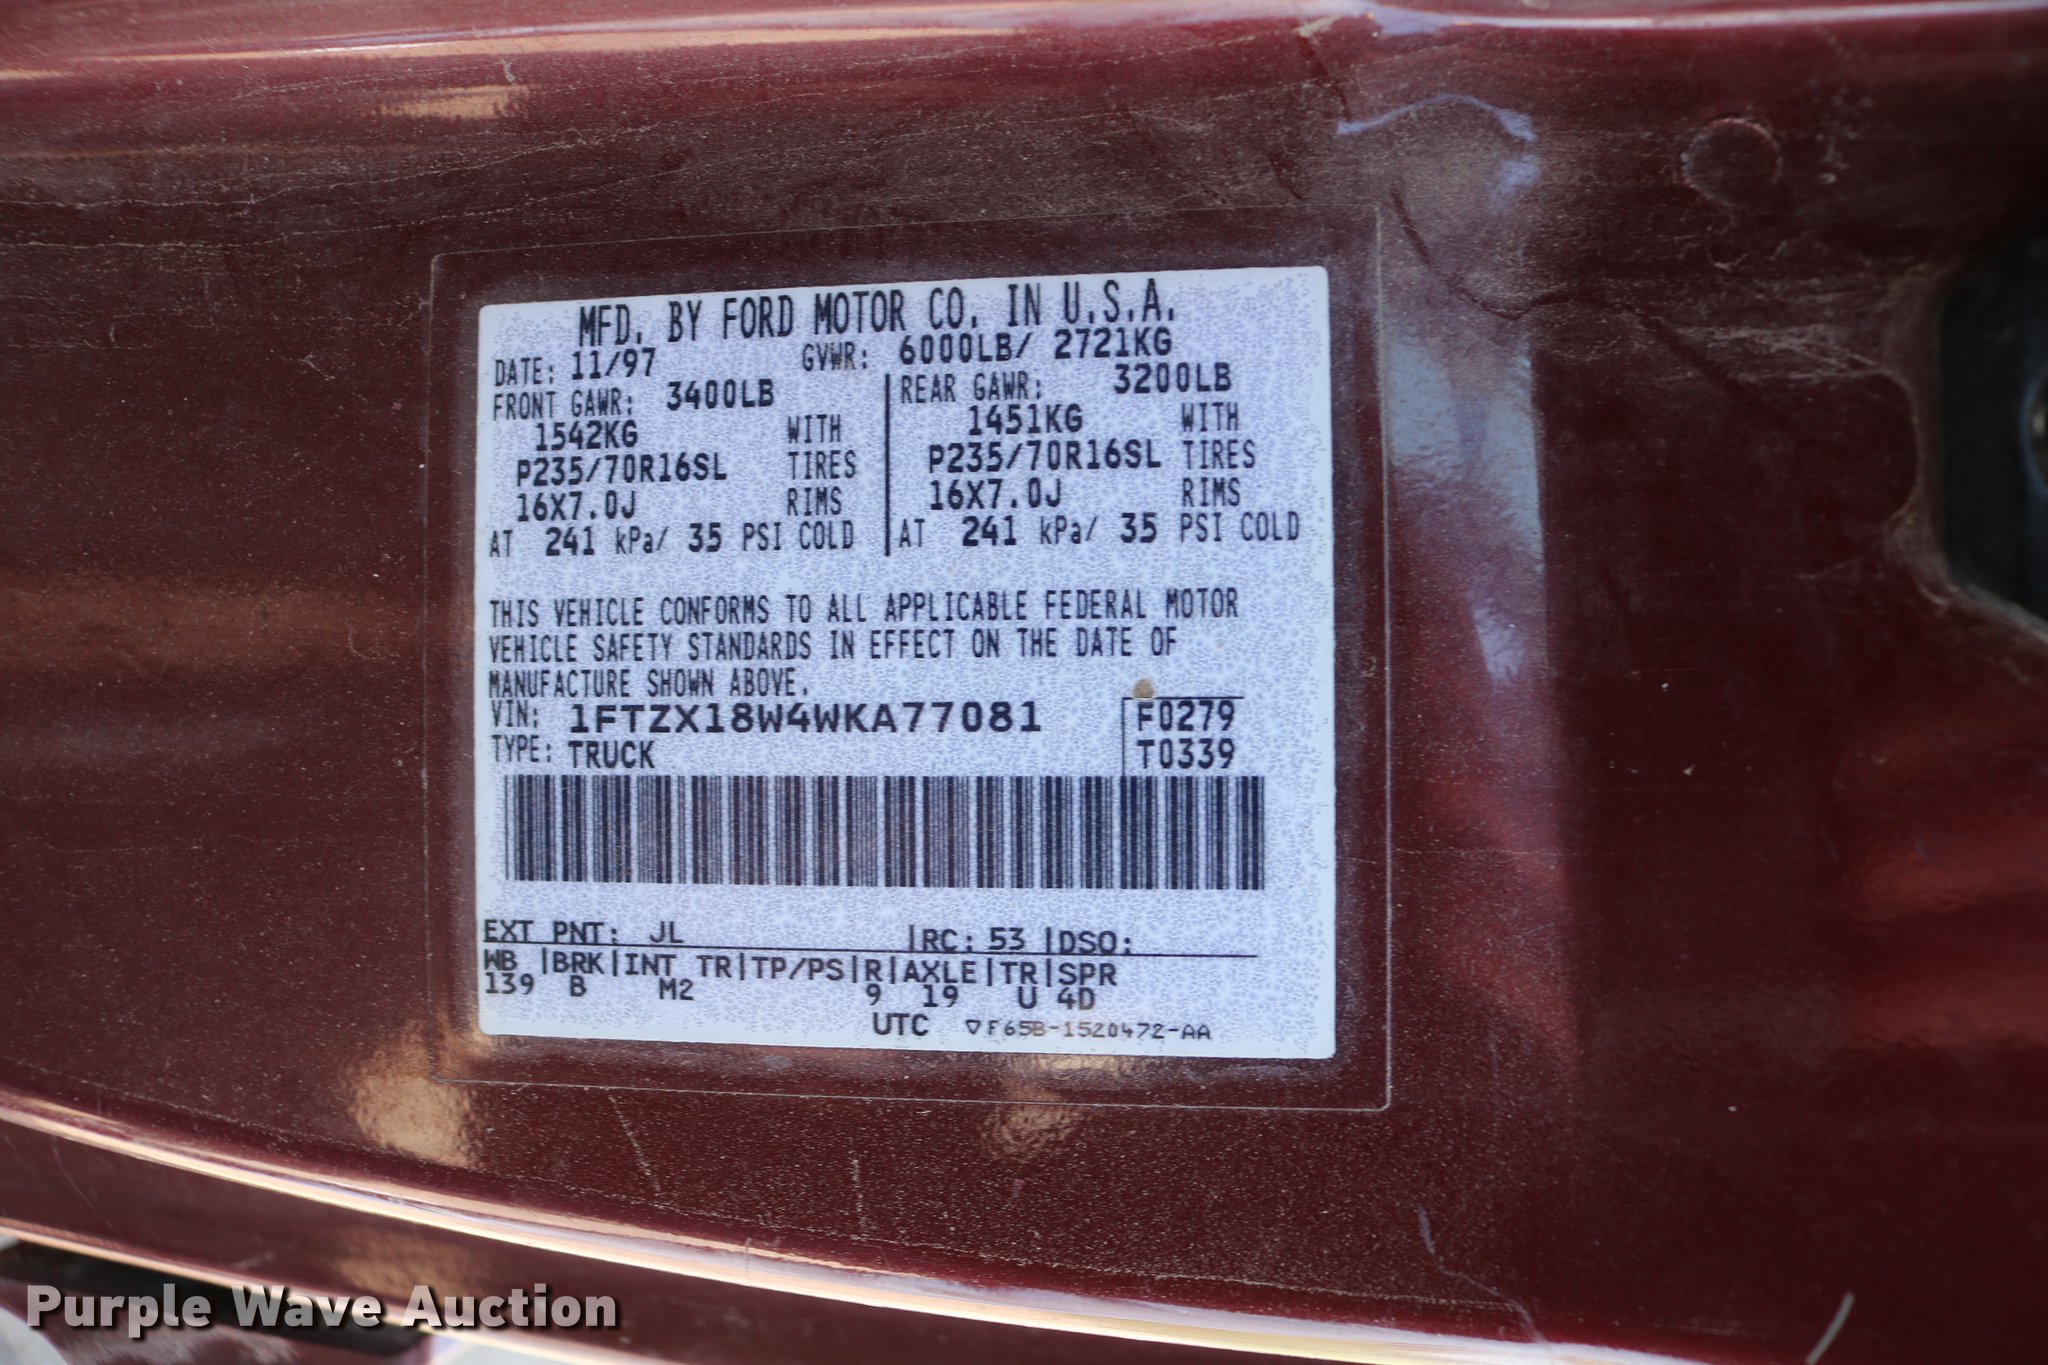 MFD. BY FORD MOTOR CO. IN U.S.A.
DATE: 11/97 GVWR: 6000LB/ 2721KG
FRONT GAWR: 3400LB REAR GAWR: 3200LB
1542KG WITH 1451KG WITH
P235/70R16SL TIRES P235/70R16SL TIRES
16X7.0J RIMS 16X7.0J RIMS
AT 241 kPa/ 35 PSI COLD AT 241 kPa/ 35 PSI COLD
THIS VEHICLE CONFORMS TO ALL APPLICABLE FEDERAL MOTOR
VEHICLE SAFETY STANDARDS IN EFFECT ON THE DATE OF
MANUFACTURE SHOWN ABOVE.
VIN: 1FTZX18W4WKA77081 F0279
TYPE: TRUCK T0339
EXT PNT: JL |RC: 53 |DSO:
WB |BRK|INT TR|TP/PS|R|AXLE|TR|SPR
139 B M2 9 19 U 4D
UTC ▽F65B-1520472-AA
Purple Wave Auction